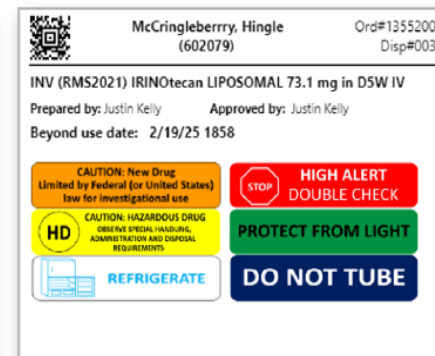 McCringleberrry, Hingle
(602079)
Ord#1355200
Disp#003
INV (RMS2021) IRINOtecan LIPOSOMAL 73.1 mg in D5W IV
Prepared by: Justin Kelly Approved by: Justin Kelly
Beyond use date: 2/19/25 1858
CAUTION: New Drug
Limited by Federal (or United States)
law for investigational use
STOP
HIGH ALERT
DOUBLE CHECK
HD
CAUTION: HAZARDOUS DRUG
OBSERVE SPECIAL HANDLING,
ADMINISTRATION AND DISPOSAL
REQUIREMENTS
PROTECT FROM LIGHT
REFRIGERATE
DO NOT TUBE